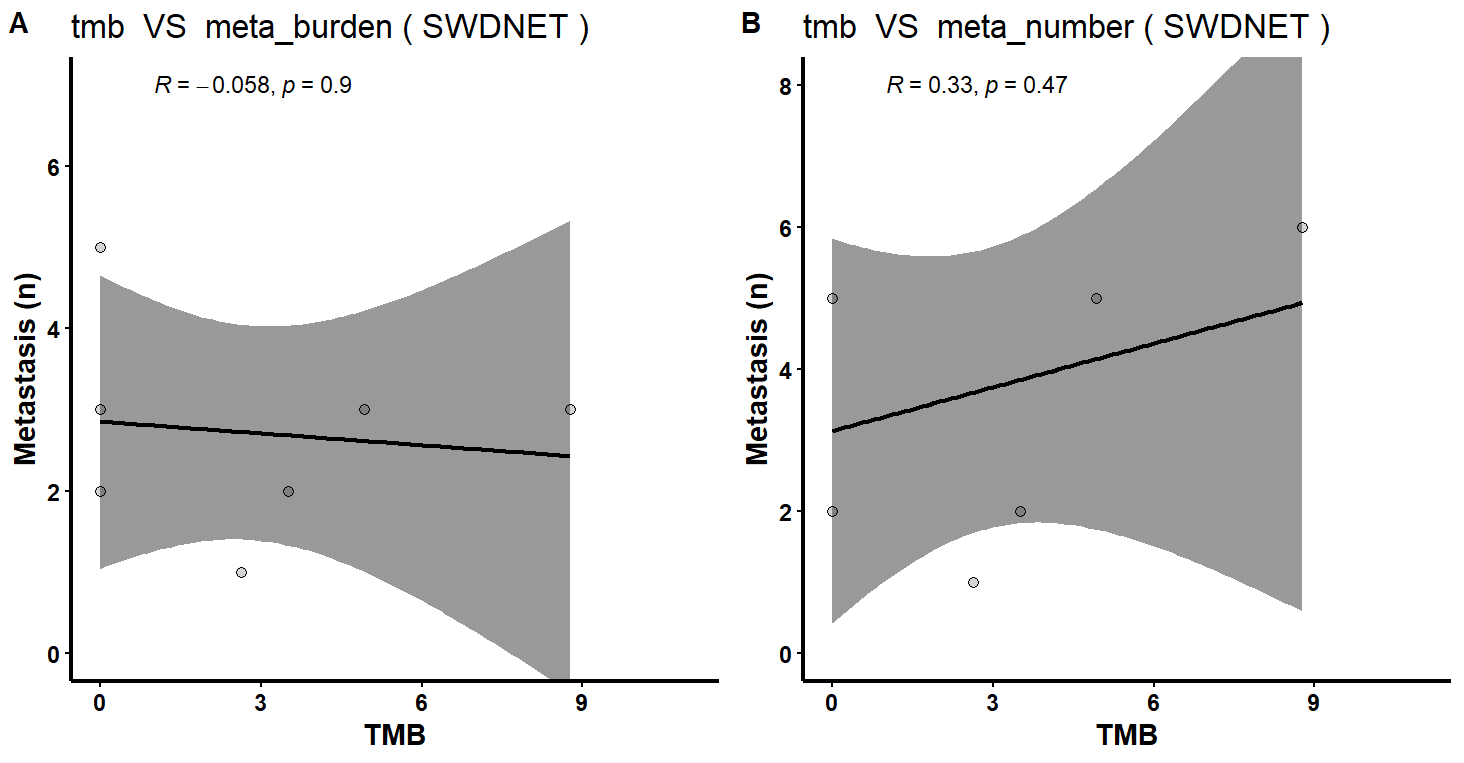 A
tmb VS meta_burden ( SWDNET )
R = −0.058, p = 0.9
Metastasis (n)
6
4
2
0
0 3 6 9
TMB
B
tmb VS meta_number ( SWDNET )
R = 0.33, p = 0.47
Metastasis (n)
8
6
4
2
0
0 3 6 9
TMB